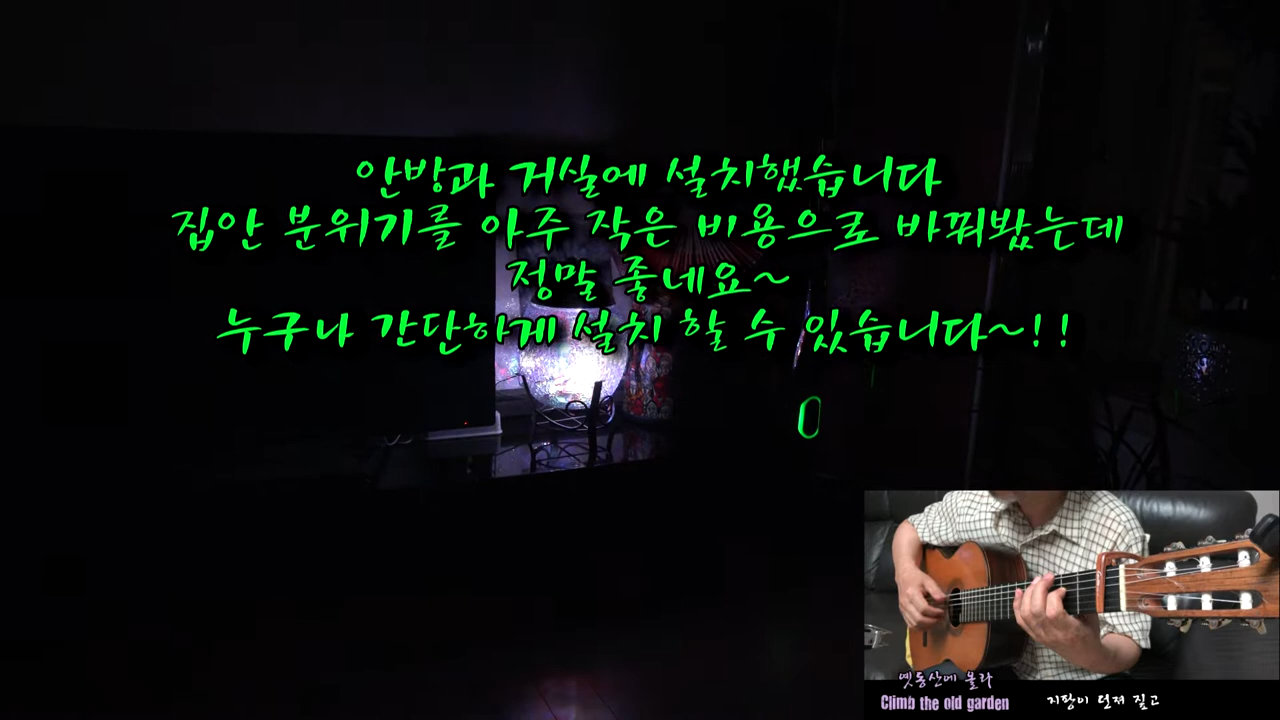 안방과 거실에 설치했습니다
집안 분위기를 아주 작은 비용으로 바꿔봤는데
정말 좋네요~
누구나 간단하게 설치 할 수 있습니다~!!
옛동산에 올라
Climb the old garden
지팡이 던져 짚고